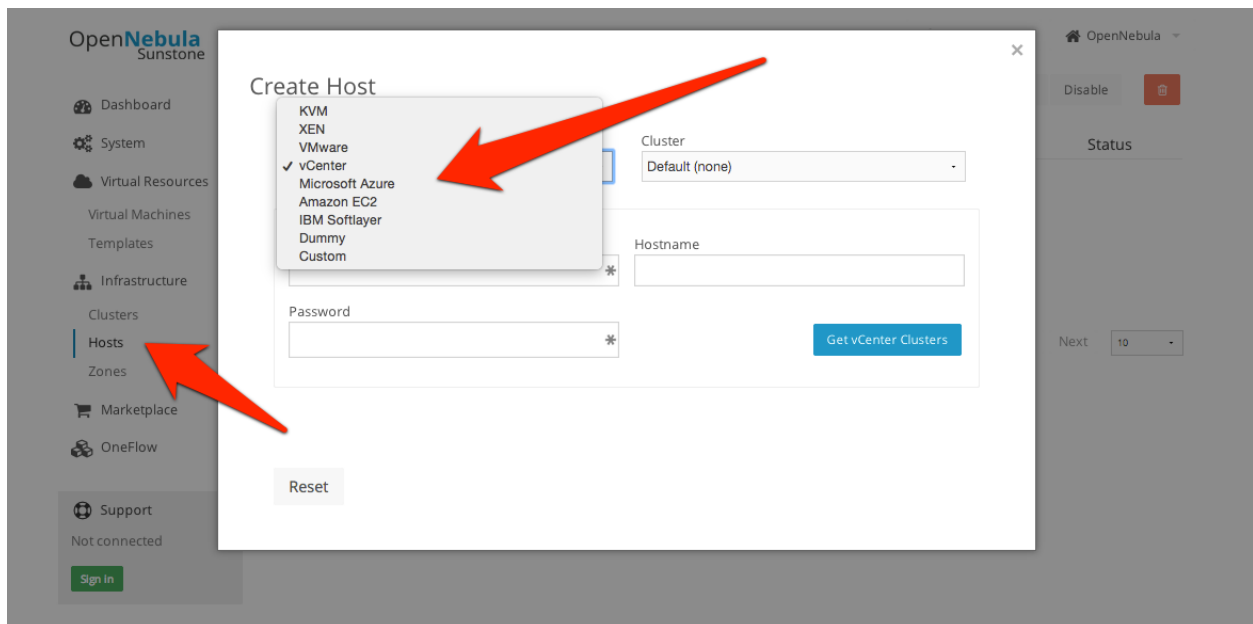 OpenNebula
Sunstone
OpenNebula
Dashboard
System
Virtual Resources
Virtual Machines
Templates
Infrastructure
Clusters
Hosts
Zones
Marketplace
OneFlow
Support
Not connected
Sign in
Disable
Status
Next
10
×
Create Host
KVM
XEN
VMware
✓ vCenter
Microsoft Azure
Amazon EC2
IBM Softlayer
Dummy
Custom
Cluster
Default (none)
Hostname
*
Password
*
Get vCenter Clusters
Reset